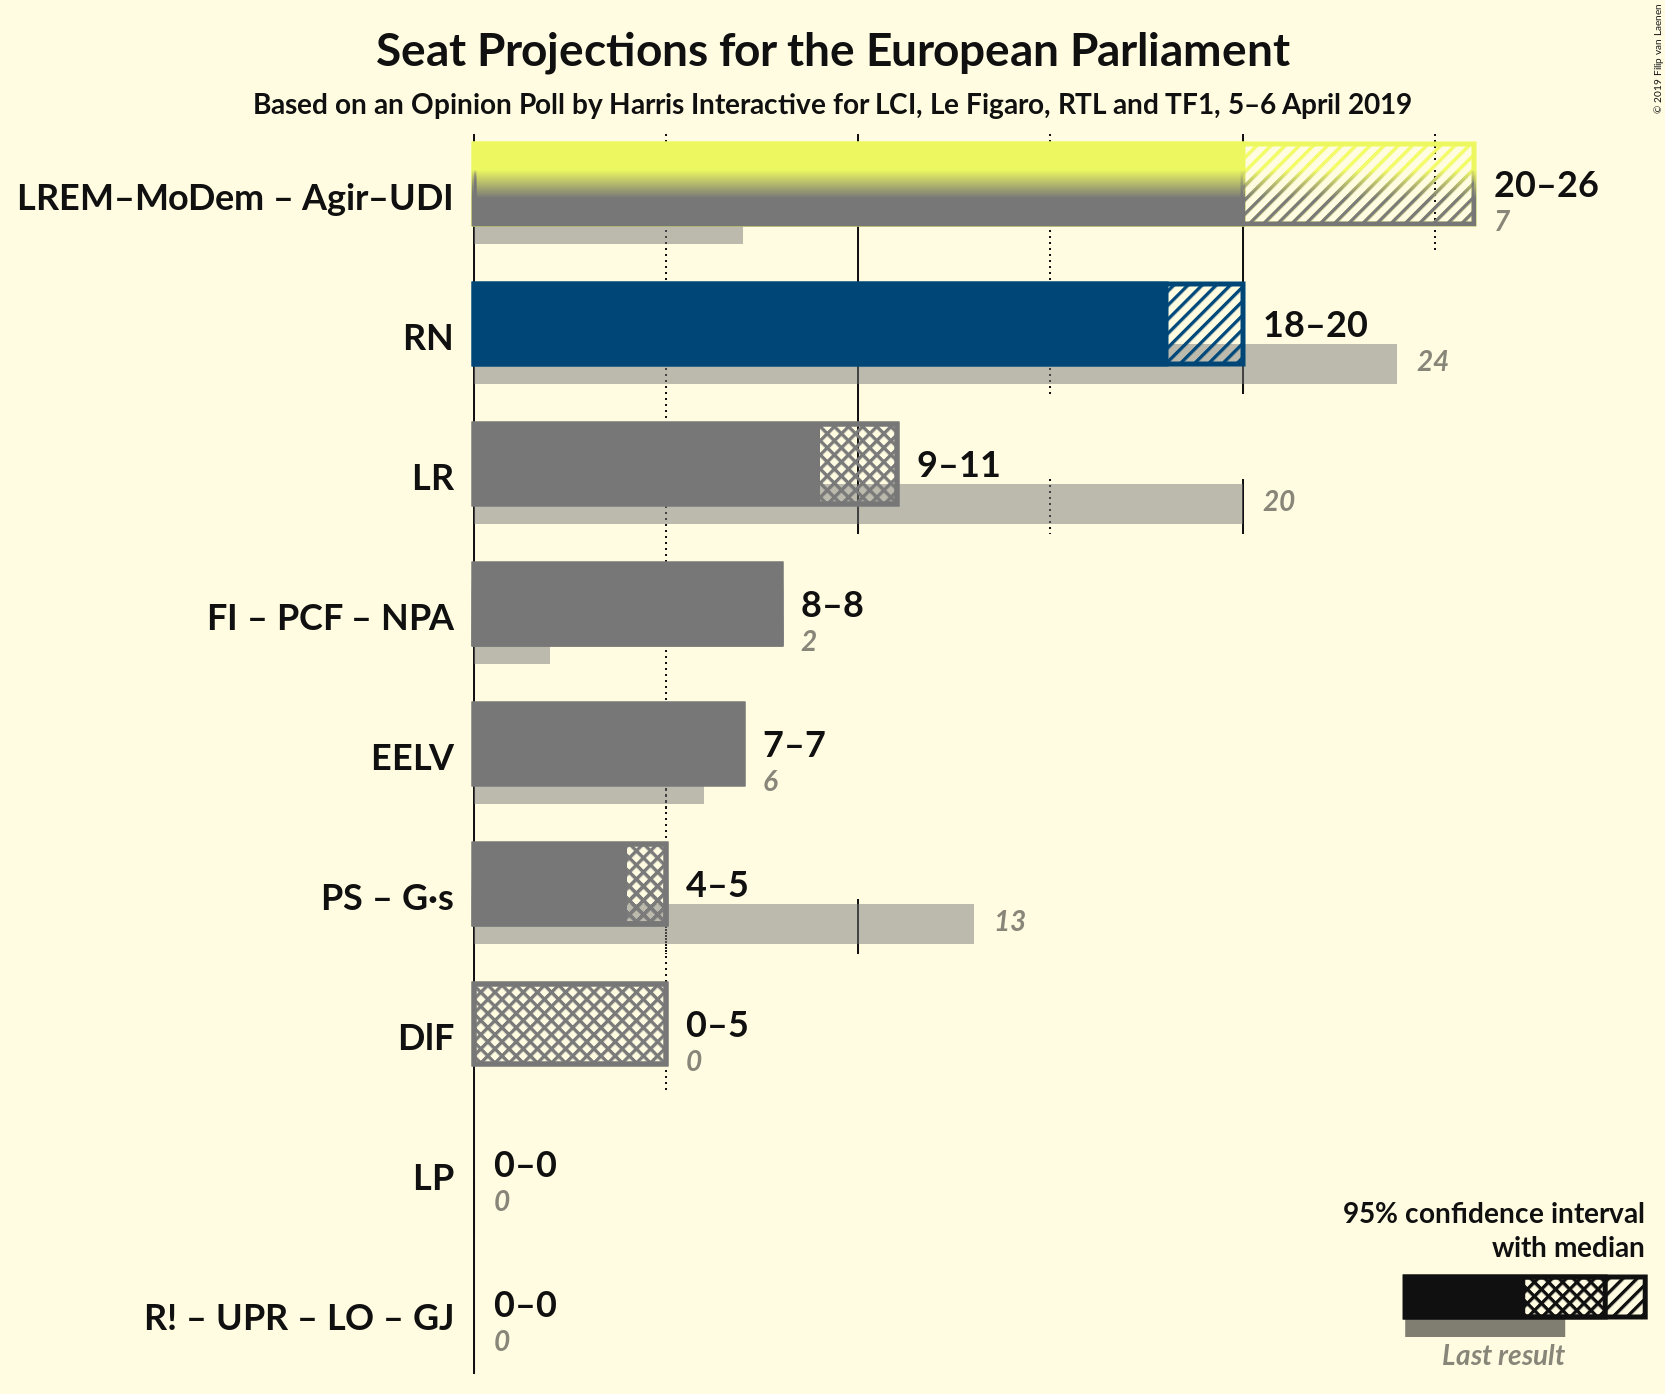 Seat Projections for the European Parliament
Based on an Opinion Poll by Harris Interactive for LCI, Le Figaro, RTL and TF1, 5–6 April 2019
© 2019 Filip van Laenen
LREM–MoDem – Agir–UDI
20–26
7
RN
18–20
24
LR
9–11
20
FI – PCF – NPA
8–8
2
EELV
7–7
6
PS – G·s
4–5
13
DlF
0–5
0
LP
0–0
0
R! – UPR – LO – GJ
0–0
0
95% confidence interval
with median
Last result